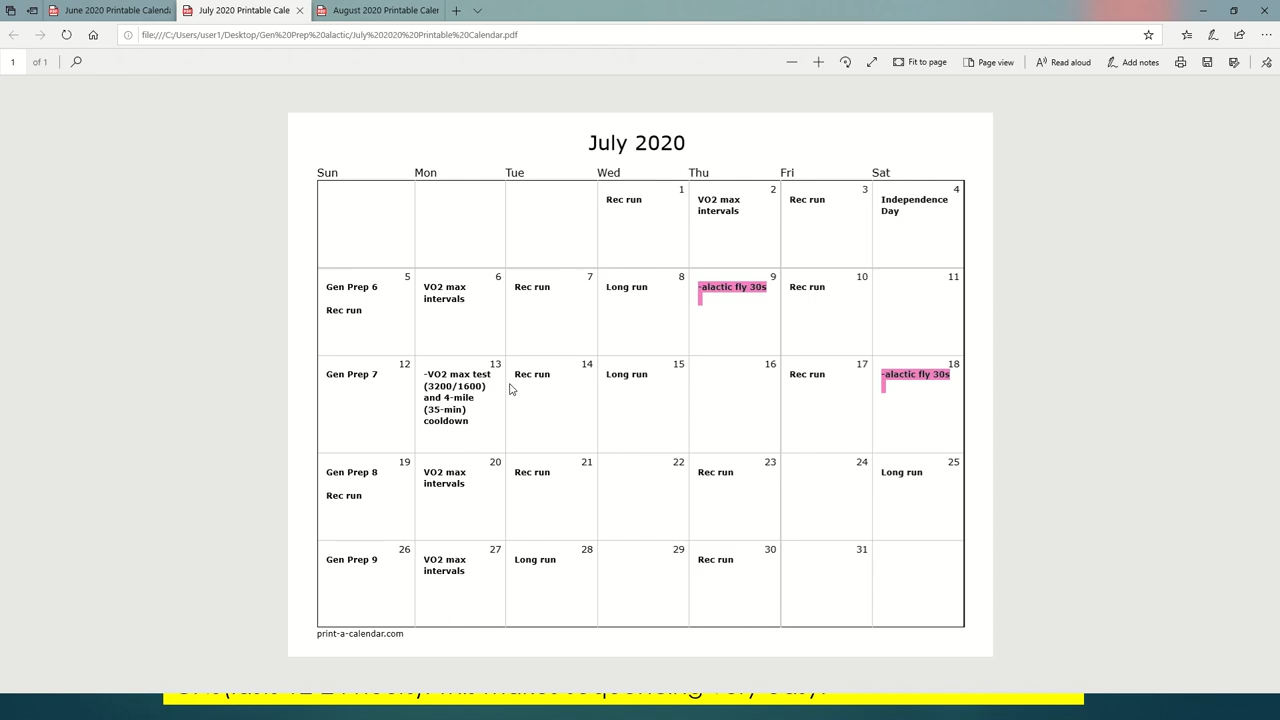 June 2020 Printable Calenda
July 2020 Printable Cale
August 2020 Printable Caler
file:///C:/Users/user1/Desktop/Gen%20Prep%20alactic/July%202020%20Printable%20Calendar.pdf
1 of 1
Fit to page
Page view
Read aloud
Add notes
July 2020
Sun Mon Tue Wed Thu Fri Sat
1 2 3 4
Rec run VO2 max Rec run Independence
intervals Day
5 6 7 8 9 10 11
Gen Prep 6 VO2 max Rec run Long run -alactic fly 30s Rec run
intervals
Rec run
12 13 14 15 16 17 18
Gen Prep 7 -VO2 max test Rec run Long run Rec run -alactic fly 30s
(3200/1600)
and 4-mile
(35-min)
cooldown
19 20 21 22 23 24 25
Gen Prep 8 VO2 max Rec run Rec run Long run
intervals
Rec run
26 27 28 29 30 31
Gen Prep 9 VO2 max Long run Rec run
intervals
print-a-calendar.com